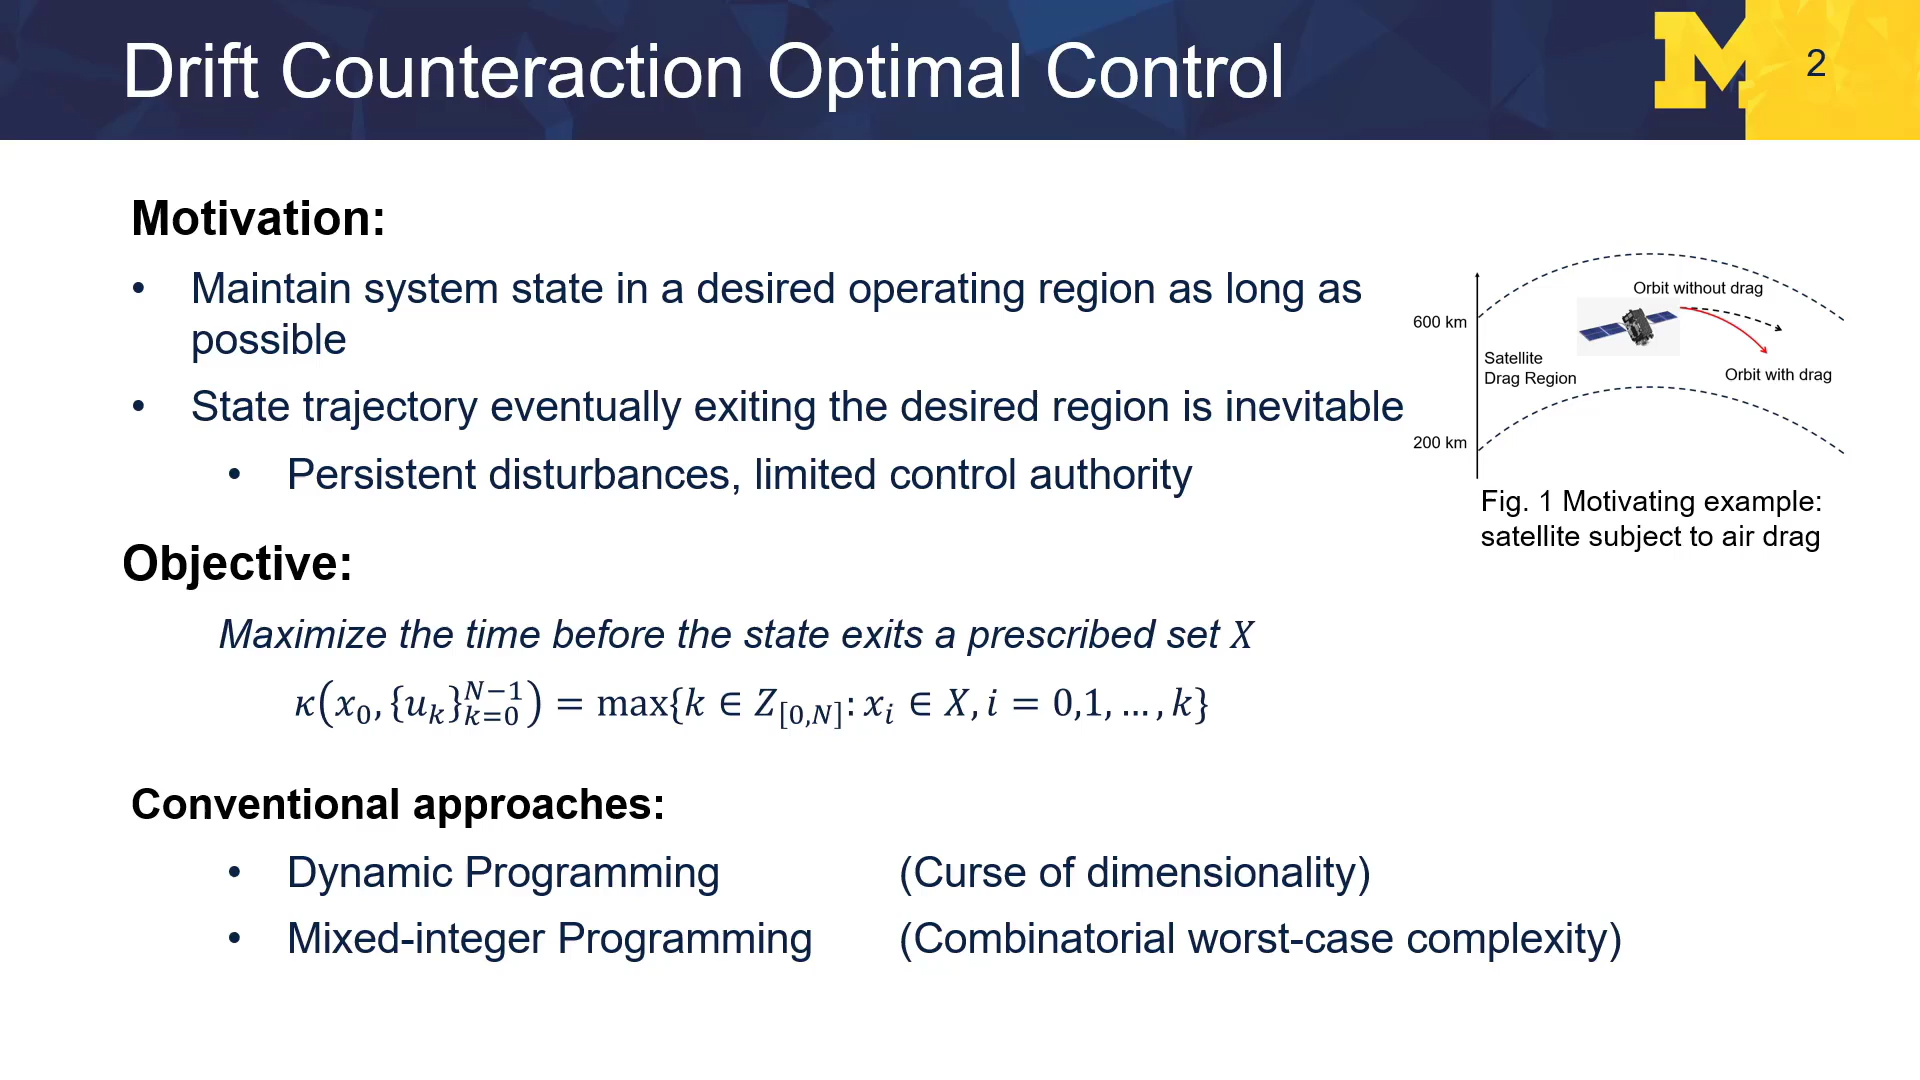 Drift Counteraction Optimal Control
M
2
Motivation:
• Maintain system state in a desired operating region as long as
possible
• State trajectory eventually exiting the desired region is inevitable
• Persistent disturbances, limited control authority
600 km
Satellite
Drag Region
200 km
Orbit without drag
Orbit with drag
Fig. 1 Motivating example:
satellite subject to air drag
Objective:
Maximize the time before the state exits a prescribed set X
κ(x₀, {uₖ}ₖ₌₀ᴺ⁻¹) = max{k ∈ Z_[0,N]: xᵢ ∈ X, i = 0,1, … , k}
Conventional approaches:
• Dynamic Programming (Curse of dimensionality)
• Mixed-integer Programming (Combinatorial worst-case complexity)